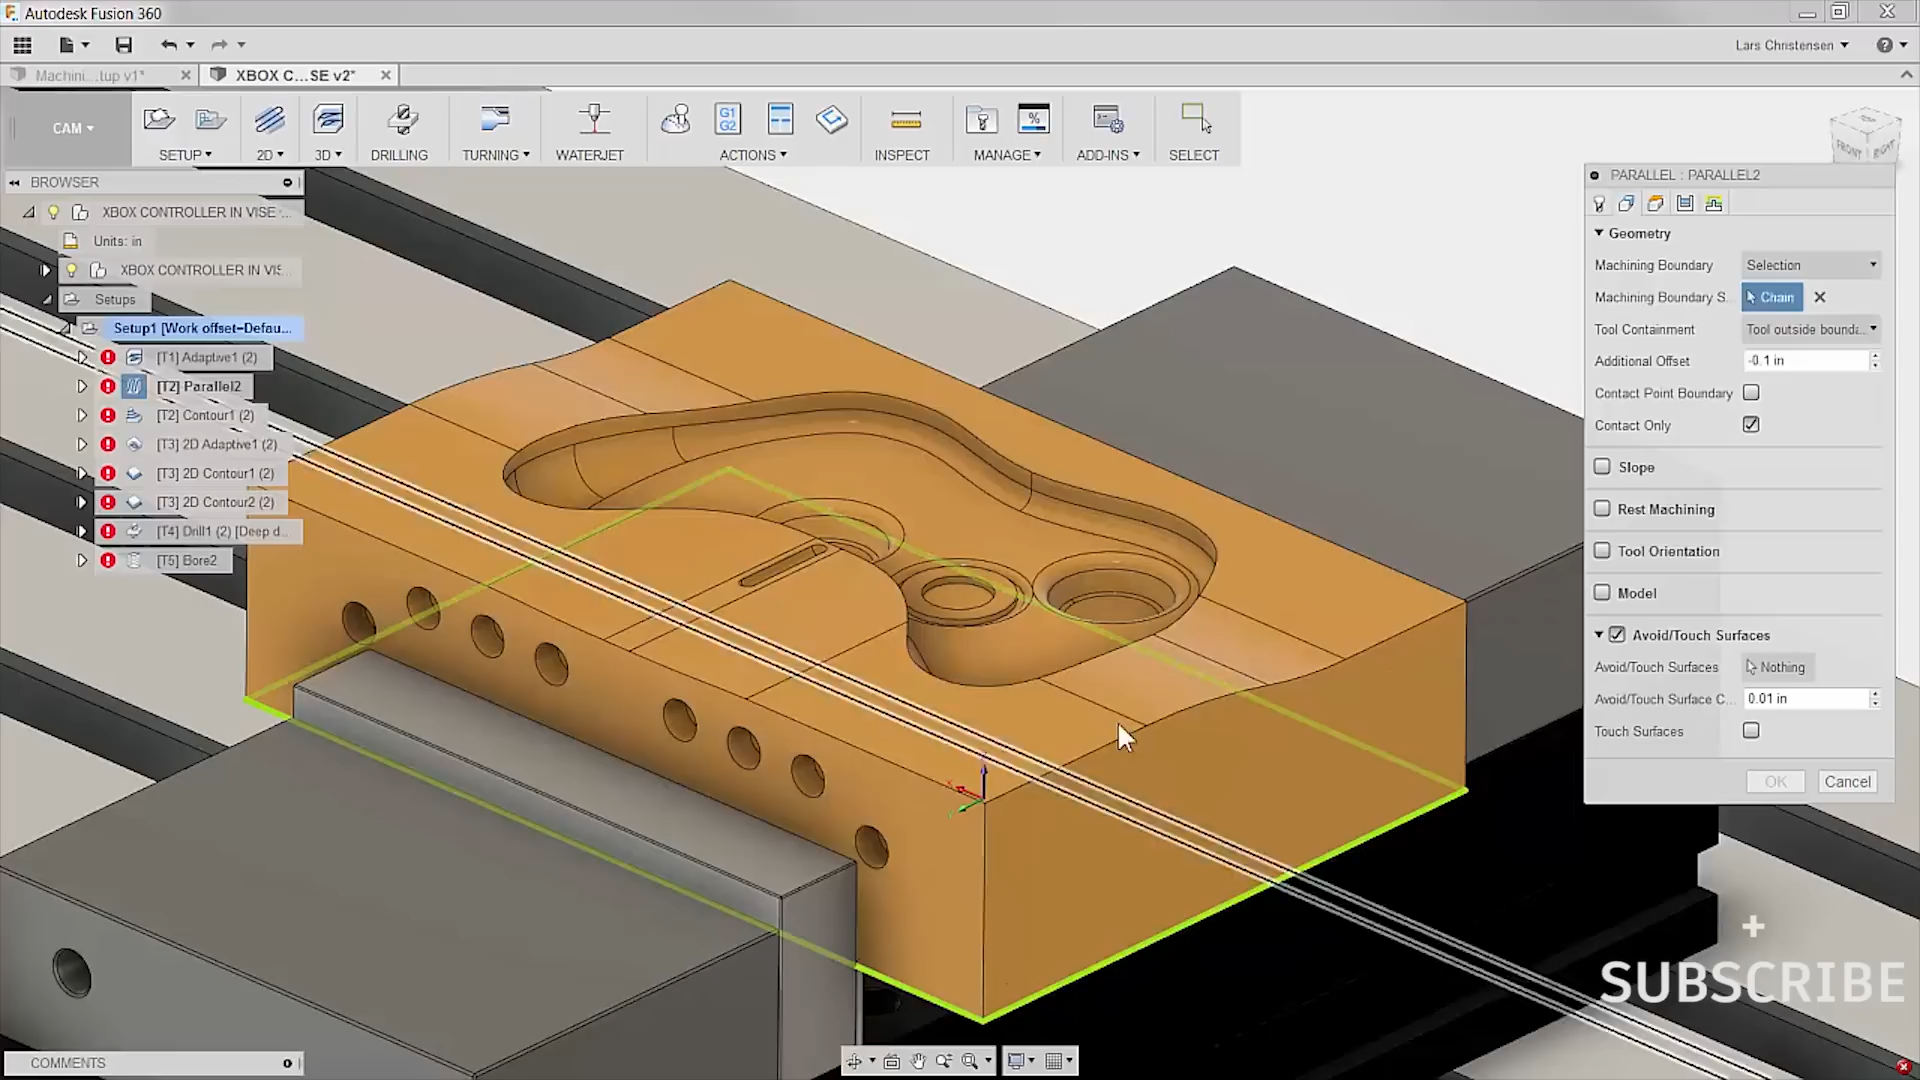 Autodesk Fusion 360
Lars Christensen
Machini...tup v1*
XBOX C...SE v2*
CAM
G1
G2
%
SETUP
2D
3D
DRILLING
TURNING
WATERJET
ACTIONS
INSPECT
MANAGE
ADD-INS
SELECT
FRONT
RIGHT
BROWSER
XBOX CONTROLLER IN VISE ...
Units: in
XBOX CONTROLLER IN VIS...
Setups
Setup1 [Work offset=Defau...
[T1] Adaptive1 (2)
[T2] Parallel2
[T2] Contour1 (2)
[T3] 2D Adaptive1 (2)
[T3] 2D Contour1 (2)
[T3] 2D Contour2 (2)
[T4] Drill1 (2) [Deep d...
[T5] Bore2
PARALLEL : PARALLEL2
Geometry
Machining Boundary Selection
Machining Boundary S... Chain
Tool Containment Tool outside bounda...
Additional Offset -0.1 in
Contact Point Boundary
Contact Only
Slope
Rest Machining
Tool Orientation
Model
Avoid/Touch Surfaces
Avoid/Touch Surfaces Nothing
Avoid/Touch Surface C... 0.01 in
Touch Surfaces
OK Cancel
+
SUBSCRIBE
COMMENTS